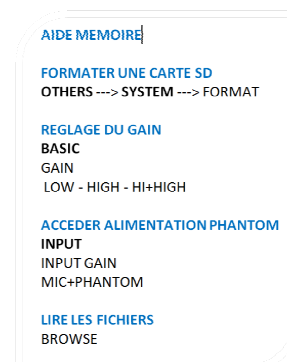 AIDE MEMOIRE
FORMATER UNE CARTE SD
OTHERS ---> SYSTEM ---> FORMAT
REGLAGE DU GAIN
BASIC
GAIN
LOW - HIGH - HI+HIGH
ACCEDER ALIMENTATION PHANTOM
INPUT
INPUT GAIN
MIC+PHANTOM
LIRE LES FICHIERS
BROWSE